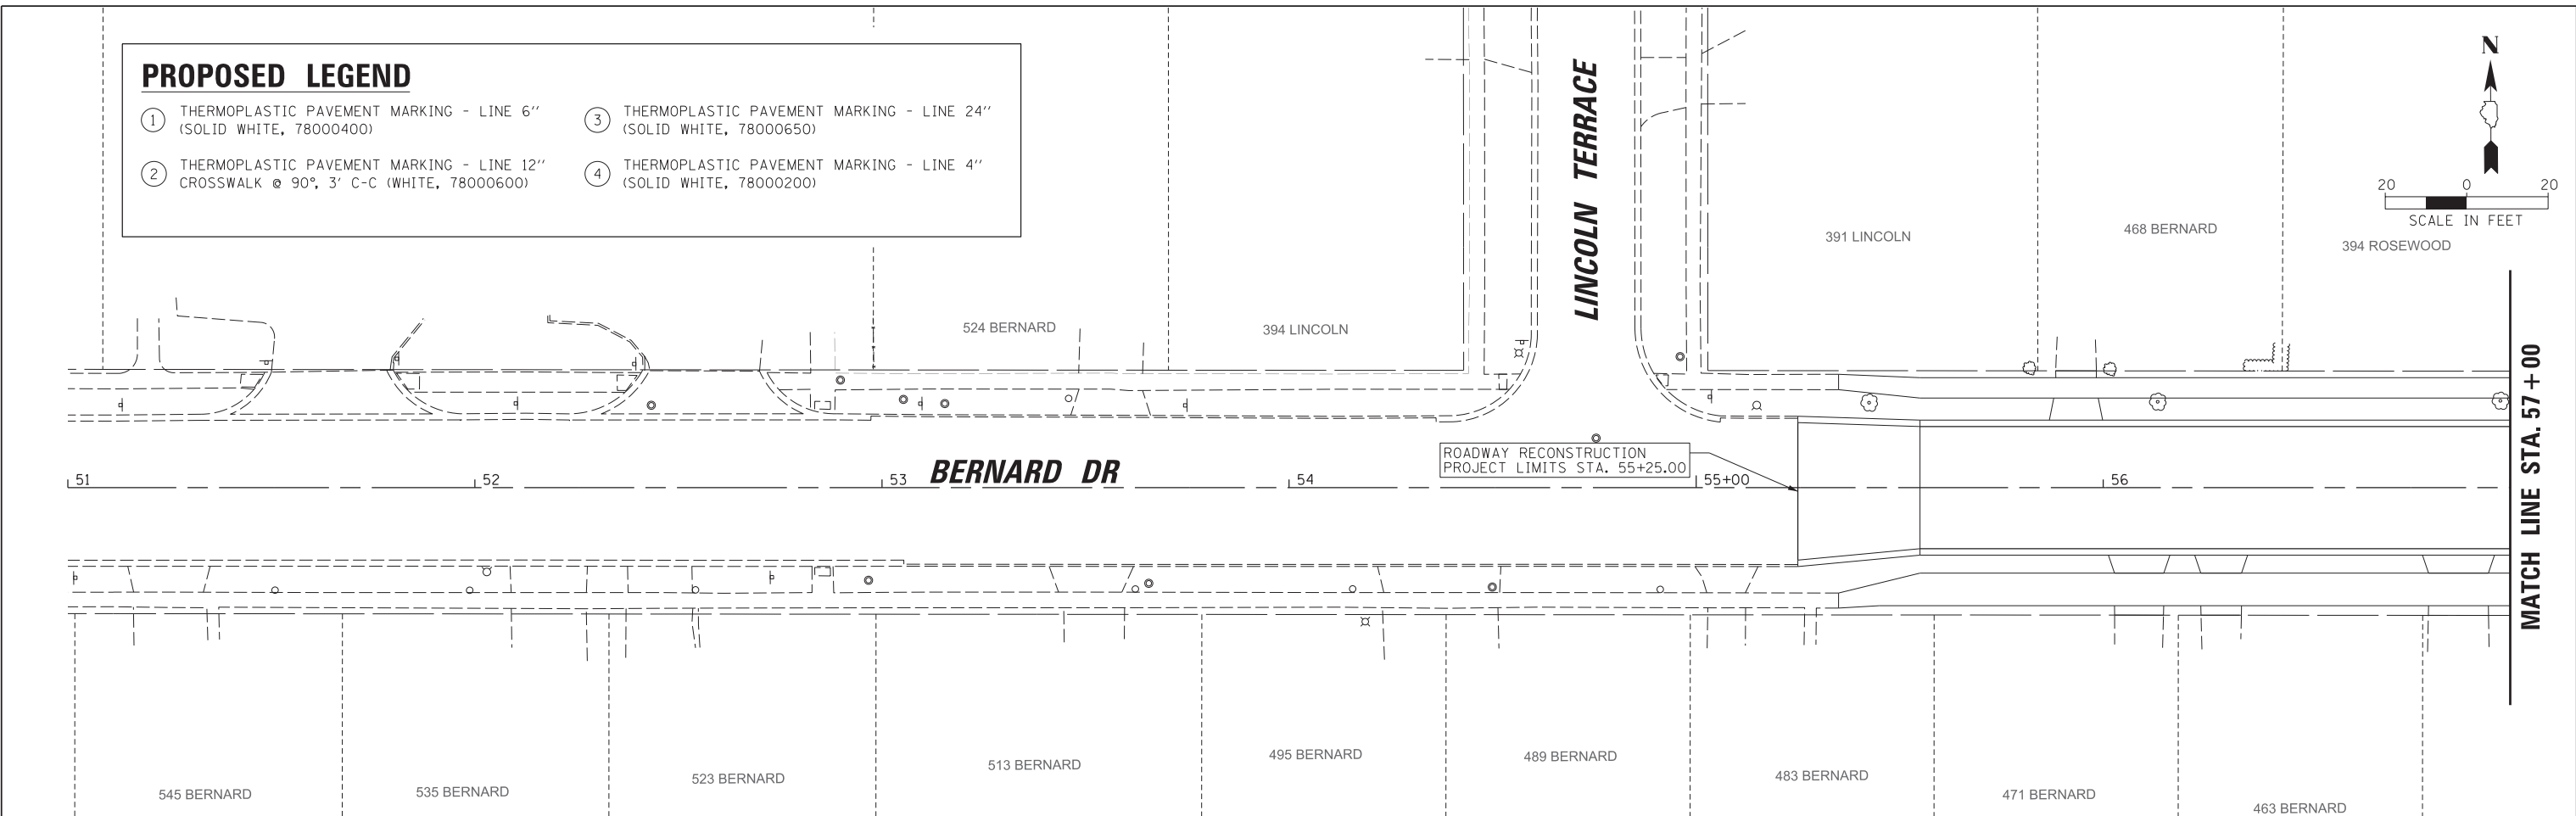 PROPOSED LEGEND
1 THERMOPLASTIC PAVEMENT MARKING - LINE 6''
(SOLID WHITE, 78000400)
2 THERMOPLASTIC PAVEMENT MARKING - LINE 12''
CROSSWALK @ 90°, 3' C-C (WHITE, 78000600)
3 THERMOPLASTIC PAVEMENT MARKING - LINE 24''
(SOLID WHITE, 78000650)
4 THERMOPLASTIC PAVEMENT MARKING - LINE 4''
(SOLID WHITE, 78000200)
LINCOLN TERRACE
N
20 0 20
SCALE IN FEET
391 LINCOLN
468 BERNARD
394 ROSEWOOD
524 BERNARD
394 LINCOLN
MATCH LINE STA. 57+00
ROADWAY RECONSTRUCTION
PROJECT LIMITS STA. 55+25.00
BERNARD DR
51 52 53 54 55+00 56
545 BERNARD
535 BERNARD
523 BERNARD
513 BERNARD
495 BERNARD
489 BERNARD
483 BERNARD
471 BERNARD
463 BERNARD